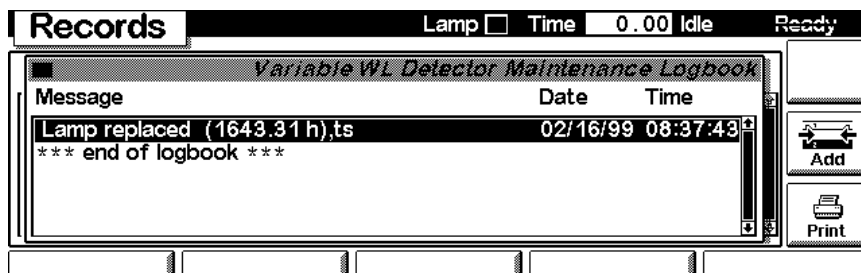 Records Lamp Time 0.00 Idle Ready
Variable WL Detector Maintenance Logbook
Message Date Time
Lamp replaced (1643.31 h),ts 02/16/99 08:37:43
*** end of logbook ***
Add
Print